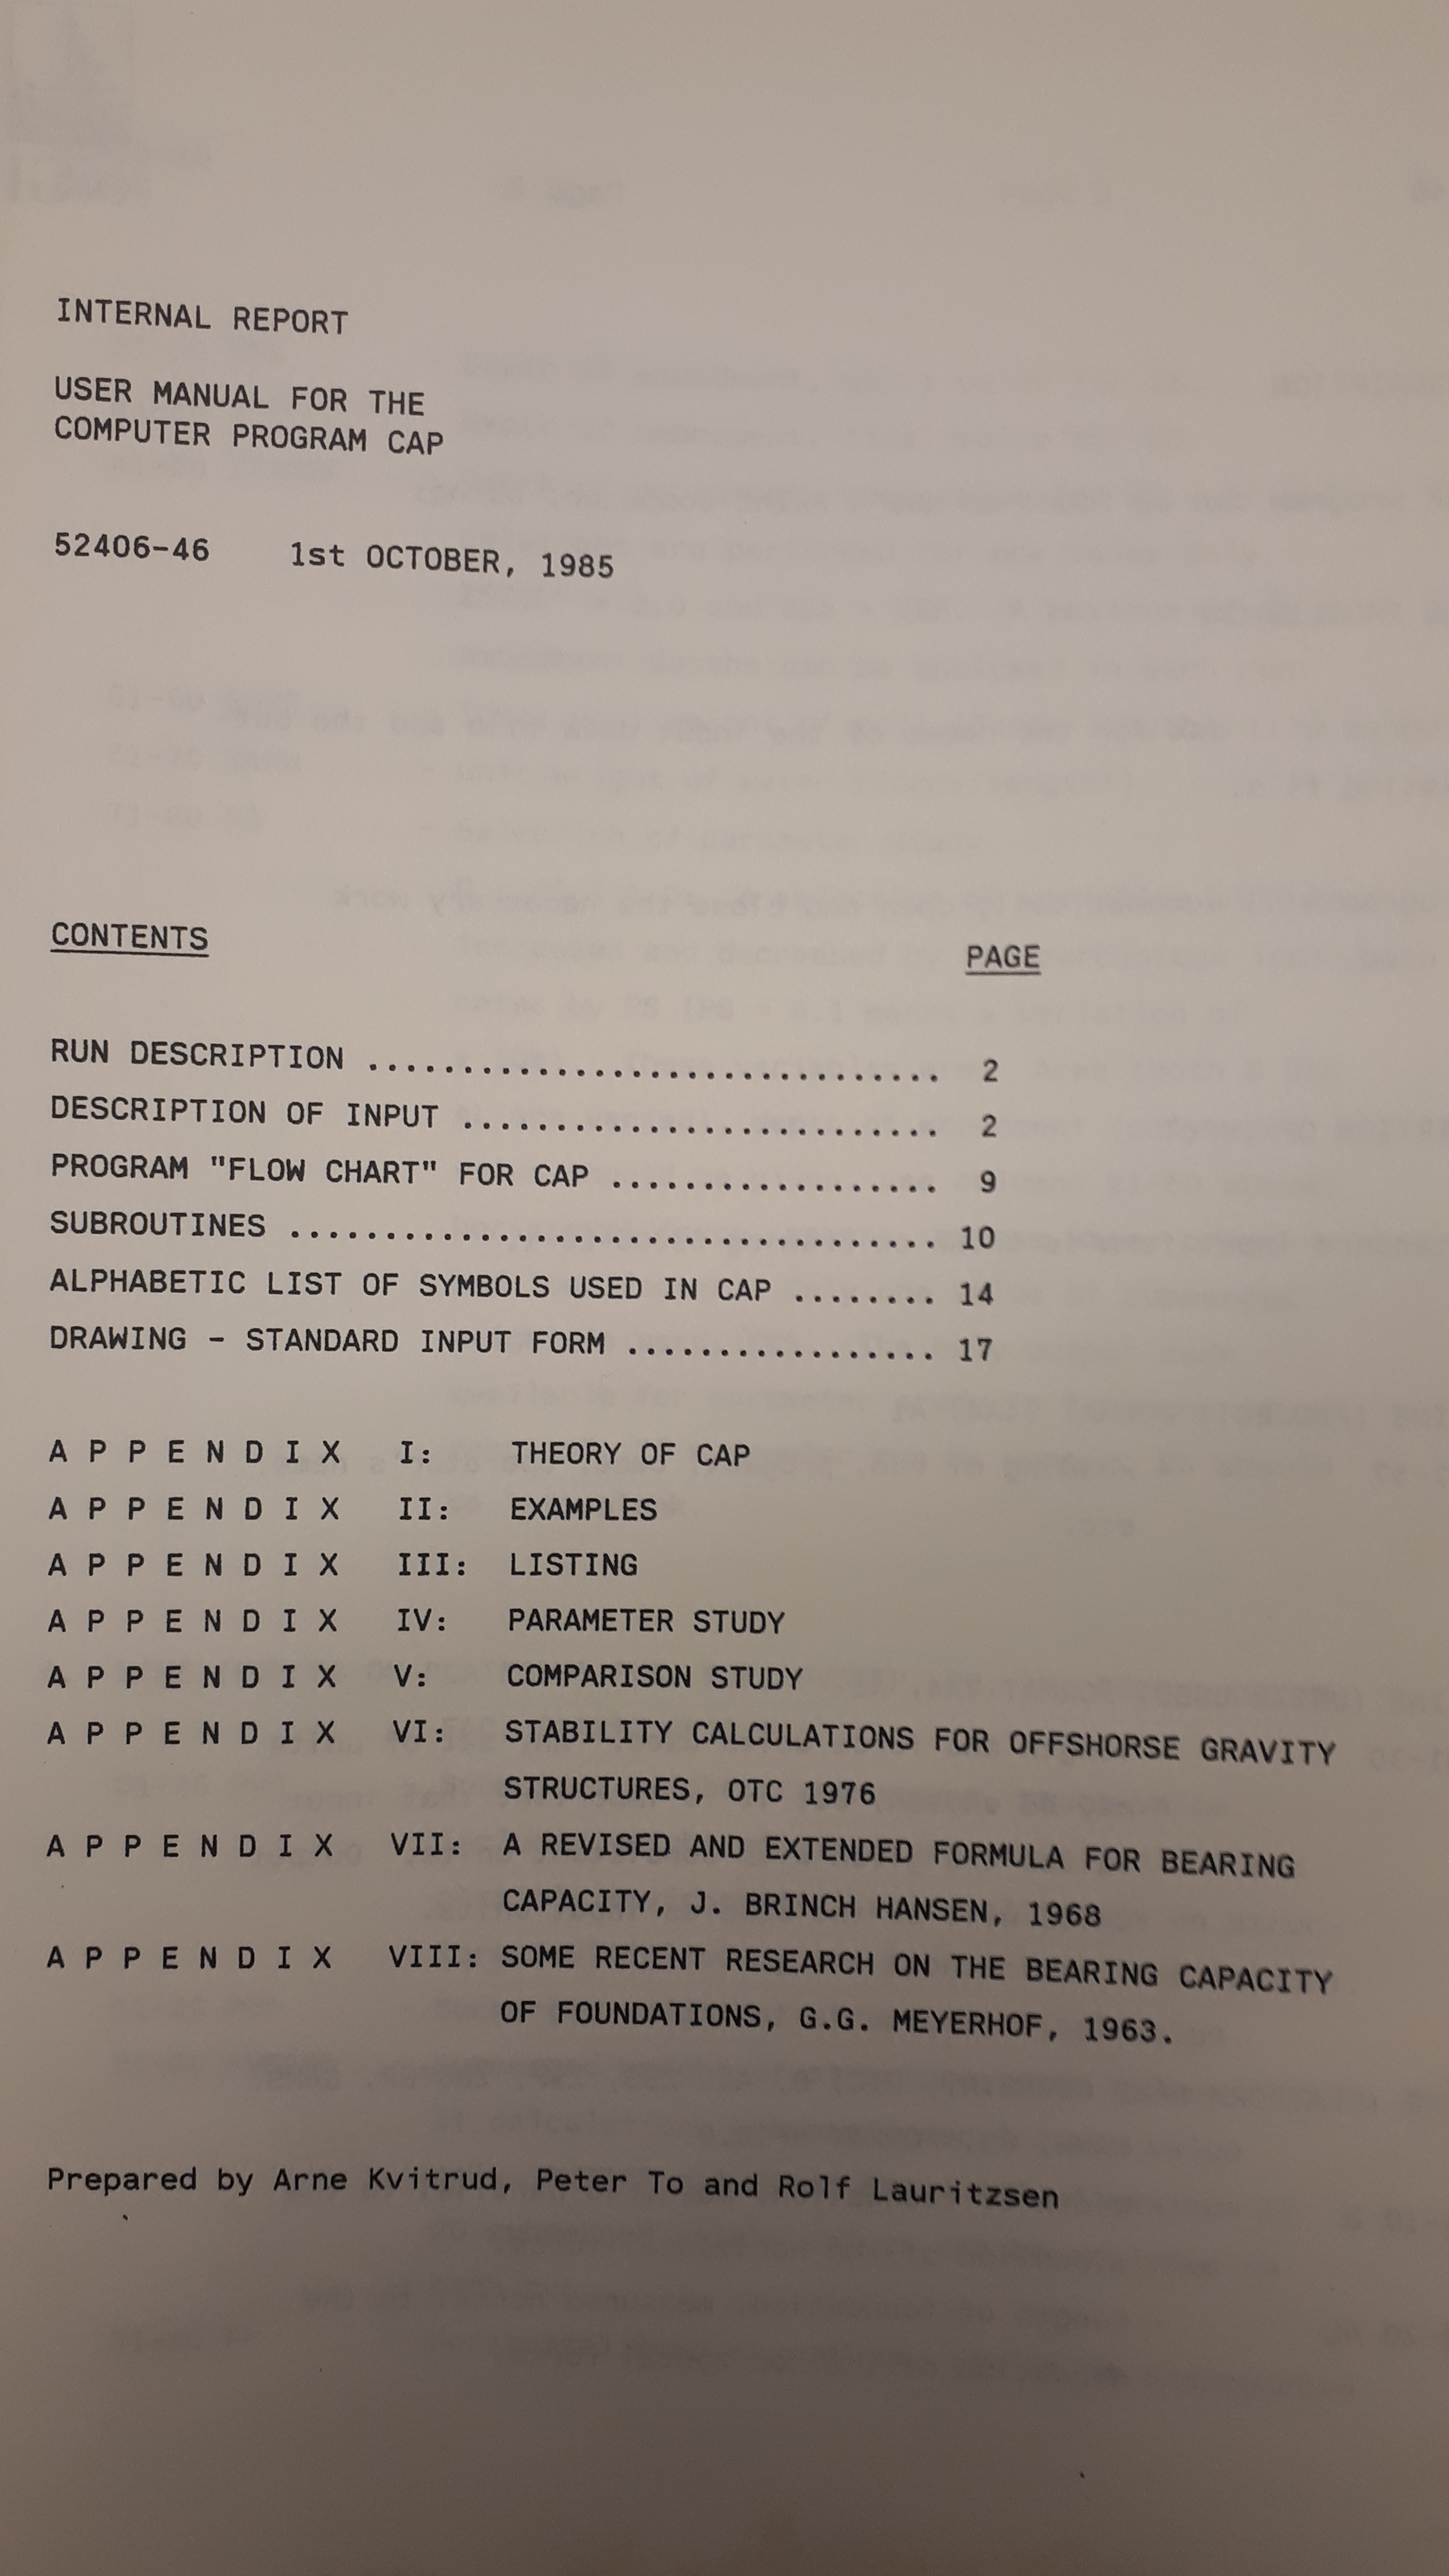 INTERNAL REPORT
USER MANUAL FOR THE
COMPUTER PROGRAM CAP
52406-46 1st OCTOBER, 1985
CONTENTS PAGE
RUN DESCRIPTION ............................... 2
DESCRIPTION OF INPUT .......................... 2
PROGRAM "FLOW CHART" FOR CAP .................. 9
SUBROUTINES ................................... 10
ALPHABETIC LIST OF SYMBOLS USED IN CAP ........ 14
DRAWING - STANDARD INPUT FORM ................. 17
A P P E N D I X I: THEORY OF CAP
A P P E N D I X II: EXAMPLES
A P P E N D I X III: LISTING
A P P E N D I X IV: PARAMETER STUDY
A P P E N D I X V: COMPARISON STUDY
A P P E N D I X VI: STABILITY CALCULATIONS FOR OFFSHORSE GRAVITY
STRUCTURES, OTC 1976
A P P E N D I X VII: A REVISED AND EXTENDED FORMULA FOR BEARING
CAPACITY, J. BRINCH HANSEN, 1968
A P P E N D I X VIII: SOME RECENT RESEARCH ON THE BEARING CAPACITY
OF FOUNDATIONS, G.G. MEYERHOF, 1963.
Prepared by Arne Kvitrud, Peter To and Rolf Lauritzsen